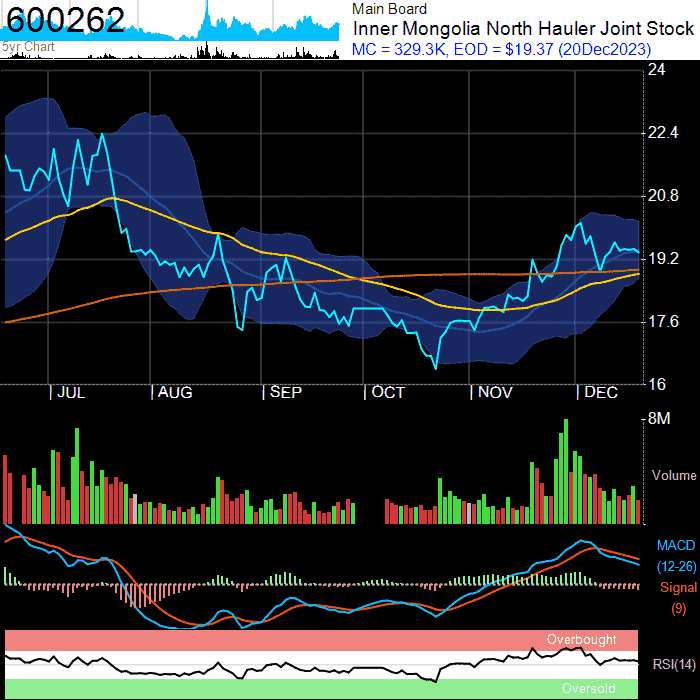 600262
5yr Chart
Main Board
Inner Mongolia North Hauler Joint Stock
MC = 329.3K, EOD = $19.37 (20Dec2023)
24
22.4
20.8
19.2
17.6
16
JUL
AUG
SEP
OCT
NOV
DEC
8M
Volume
MACD
(12-26)
Signal
(9)
Overbought
RSI(14)
Oversold